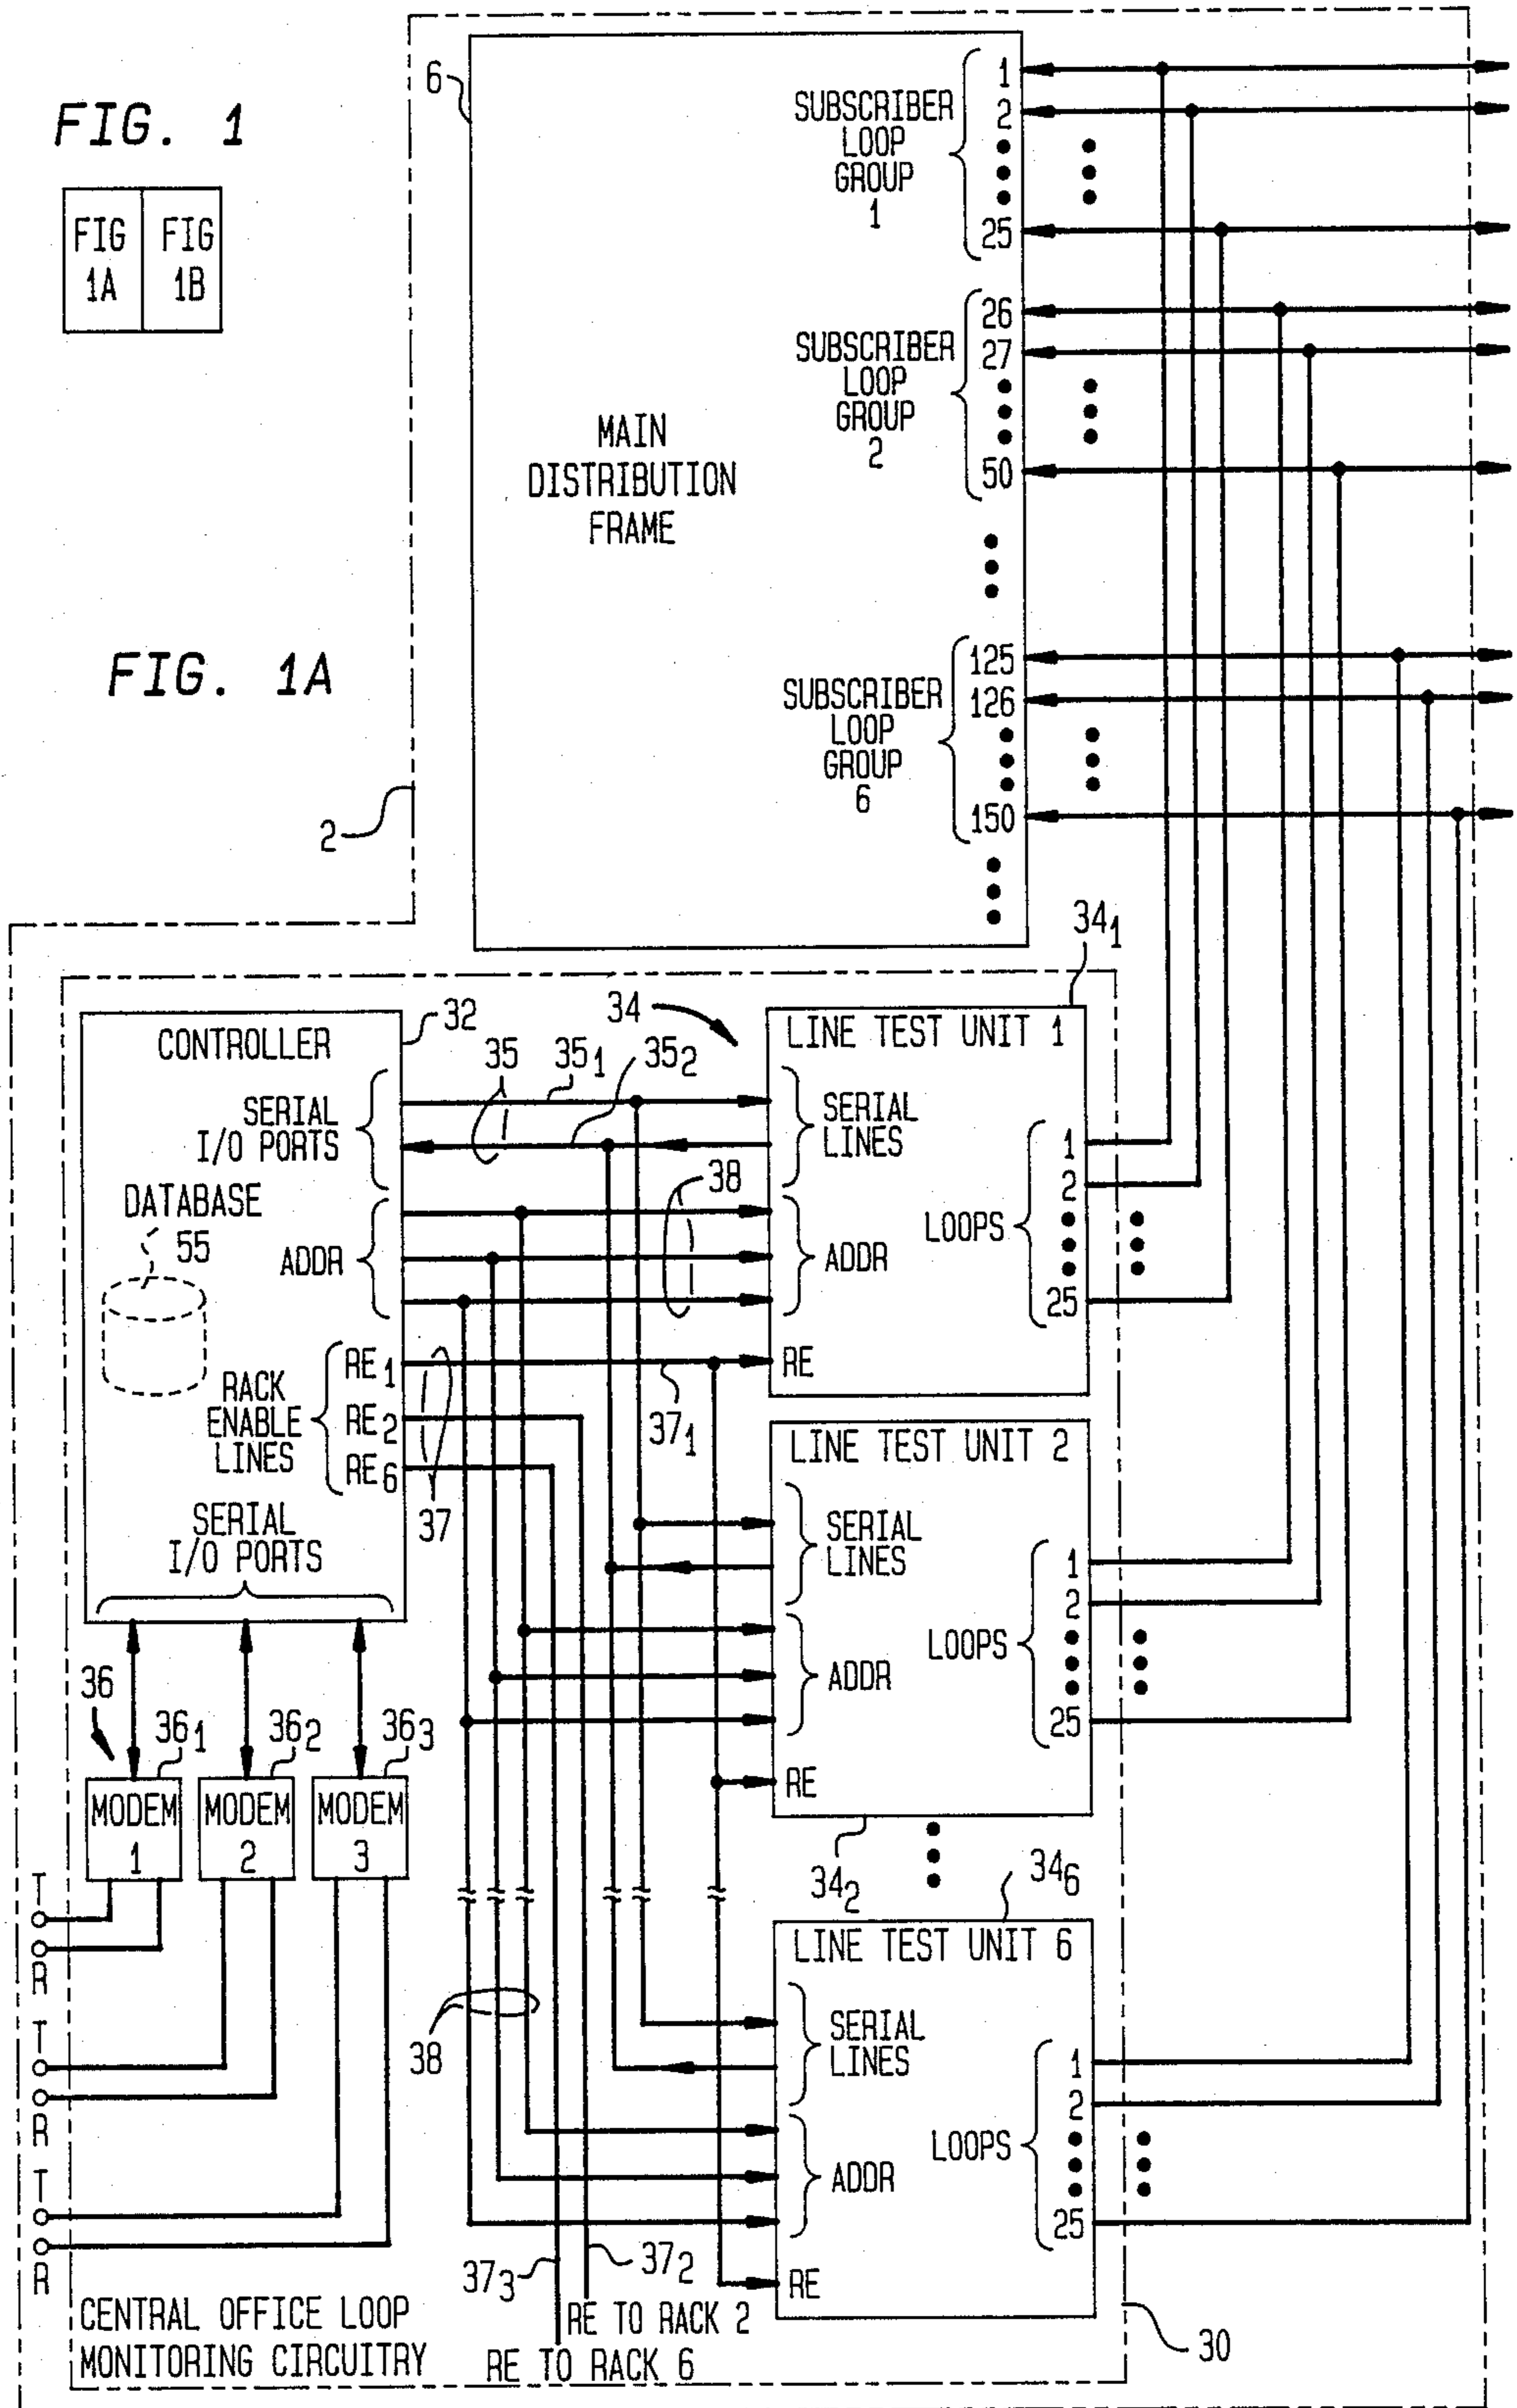 FIG. 1
FIG
1A
FIG
1B
FIG. 1A
2
6
MAIN
DISTRIBUTION
FRAME
SUBSCRIBER
LOOP
GROUP
1
1
2
25
SUBSCRIBER
LOOP
GROUP
2
26
27
50
SUBSCRIBER
LOOP
GROUP
6
125
126
150
CONTROLLER
32
SERIAL
I/O PORTS
DATABASE
55
ADDR
RACK
ENABLE
LINES
RE1
RE2
RE6
SERIAL
I/O PORTS
34
35
351
352
38
37
371
341
LINE TEST UNIT 1
SERIAL
LINES
ADDR
RE
LOOPS
1
2
25
LINE TEST UNIT 2
SERIAL
LINES
ADDR
RE
LOOPS
1
2
25
342
346
LINE TEST UNIT 6
SERIAL
LINES
ADDR
RE
LOOPS
1
2
25
36
361
362
363
MODEM
1
MODEM
2
MODEM
3
T
R
T
R
T
R
38
373
372
RE TO RACK 2
RE TO RACK 6
CENTRAL OFFICE LOOP
MONITORING CIRCUITRY
30